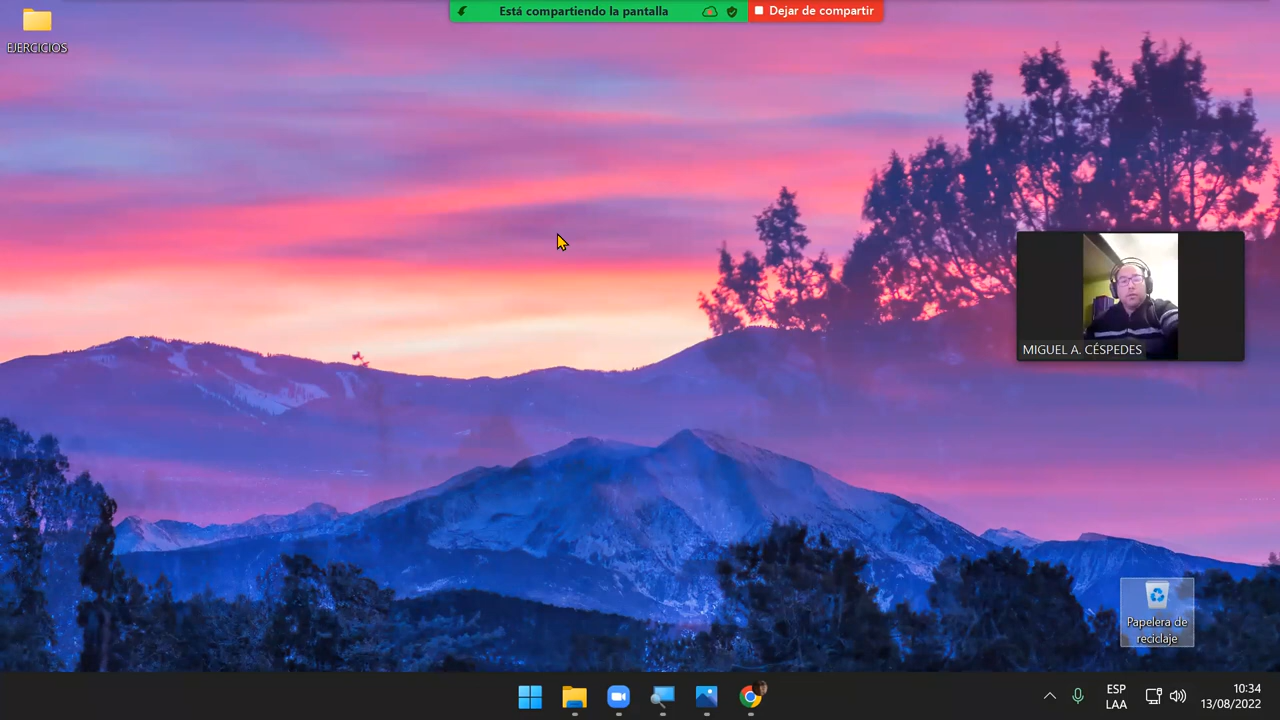 Está compartiendo la pantalla
Dejar de compartir
EJERCICIOS
MIGUEL A. CÉSPEDES
Papelera de
reciclaje
ESP
LAA
10:34
13/08/2022